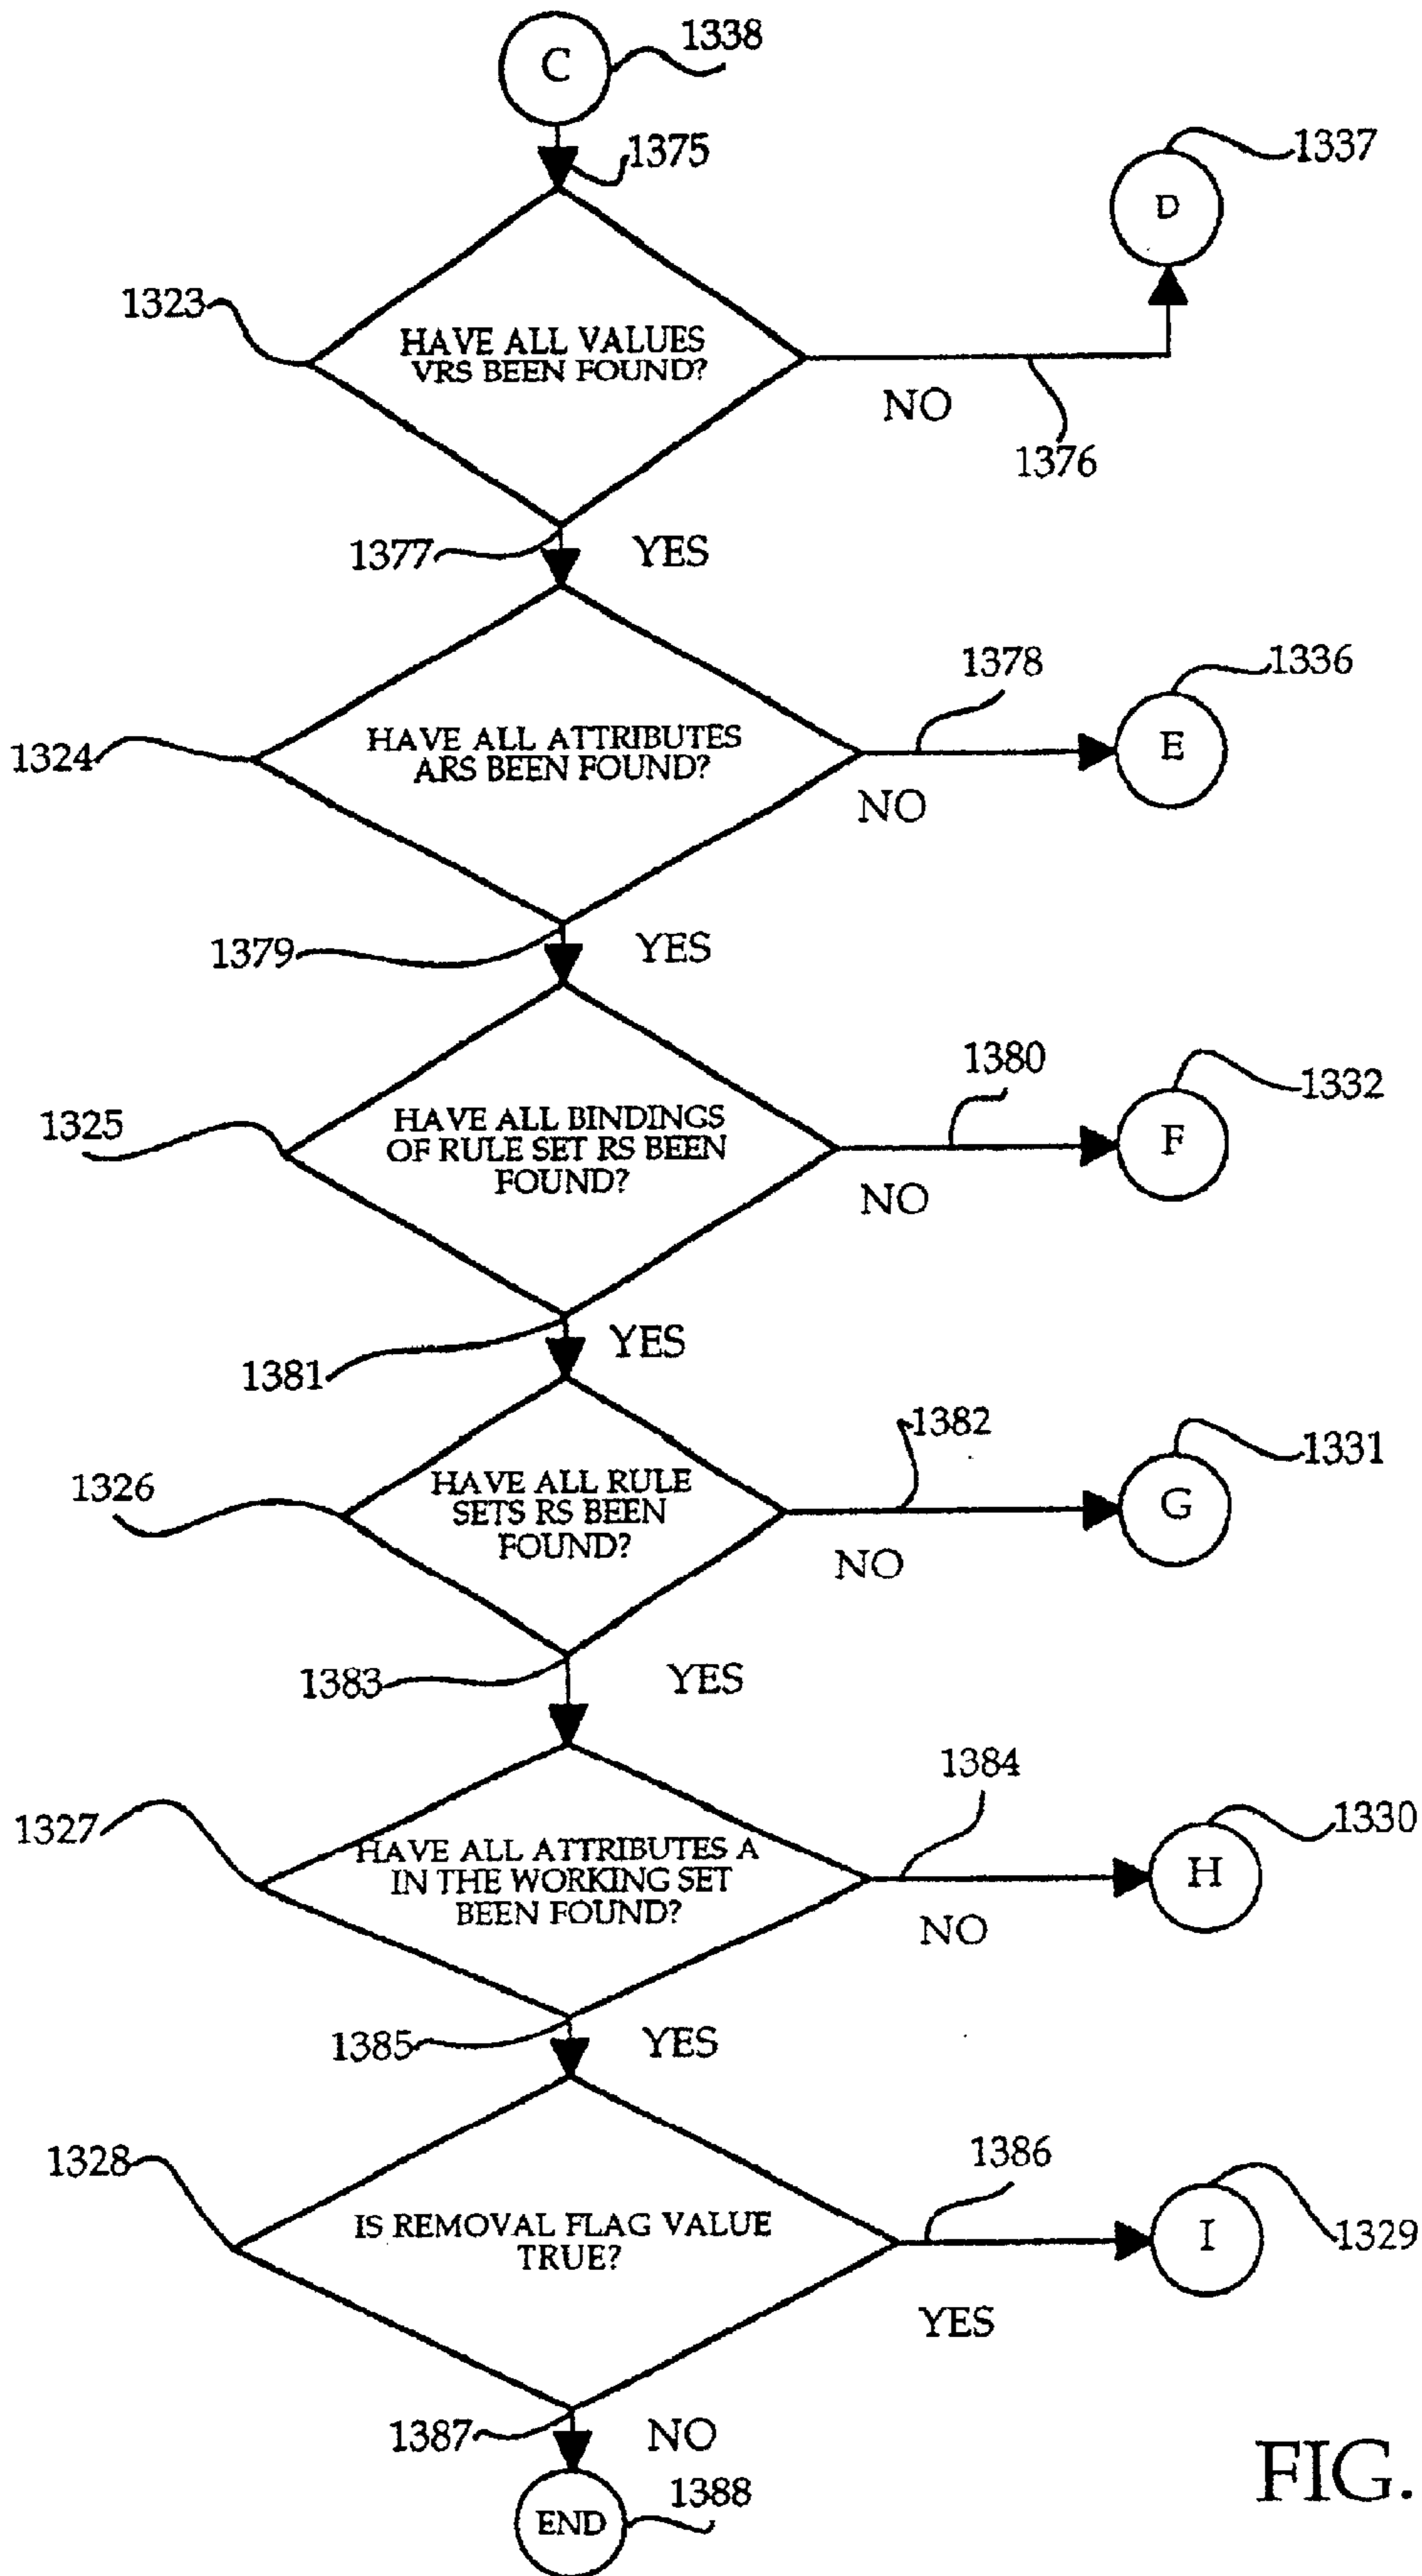 C
1338
1375
1337
D
1323
HAVE ALL VALUES
VRS BEEN FOUND?
NO
1376
1377
YES
1378
1336
E
1324
HAVE ALL ATTRIBUTES
ARS BEEN FOUND?
NO
1379
YES
1380
1332
F
1325
HAVE ALL BINDINGS
OF RULE SET RS BEEN
FOUND?
NO
1381
YES
1382
1331
G
1326
HAVE ALL RULE
SETS RS BEEN
FOUND?
NO
1383
YES
1384
1330
H
1327
HAVE ALL ATTRIBUTES A
IN THE WORKING SET
BEEN FOUND?
NO
1385
YES
1386
1329
I
1328
IS REMOVAL FLAG VALUE
TRUE?
YES
1387
NO
1388
END
FIG.